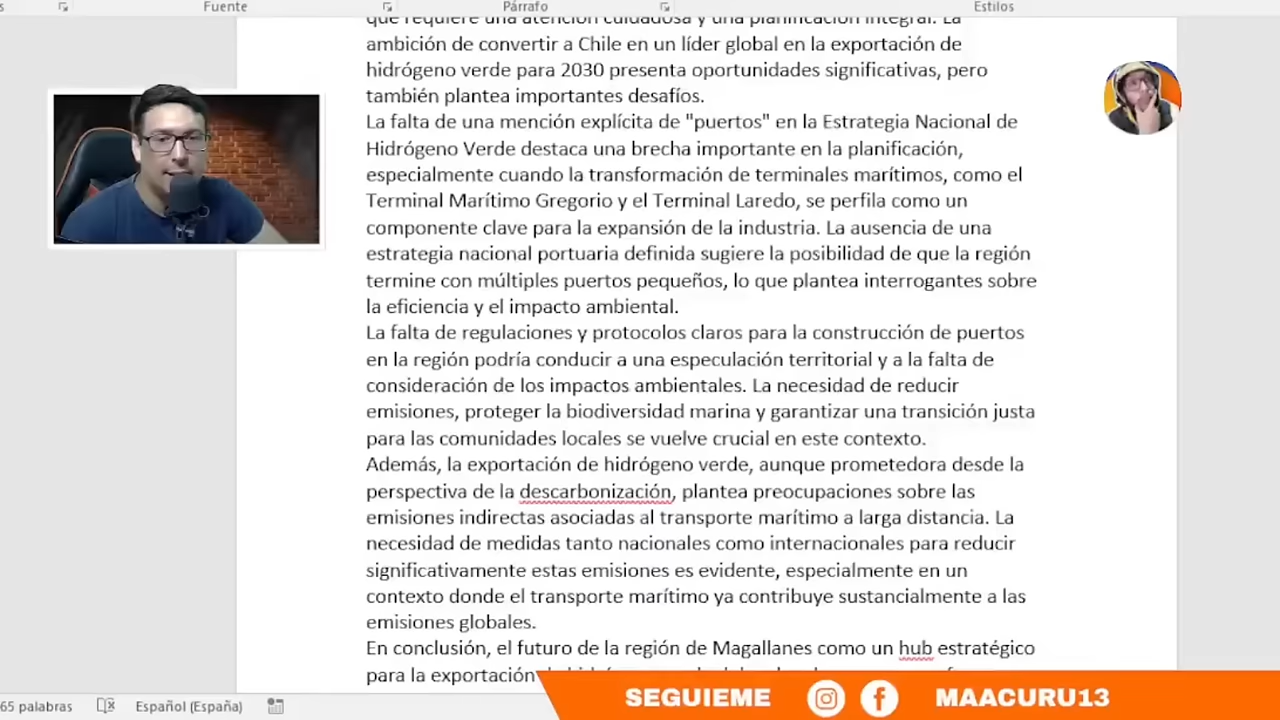 Fuente
Párrafo
Estilos
que requiere una atención cuidadosa y una planificación integral. La
ambición de convertir a Chile en un líder global en la exportación de
hidrógeno verde para 2030 presenta oportunidades significativas, pero
también plantea importantes desafíos.
La falta de una mención explícita de "puertos" en la Estrategia Nacional de
Hidrógeno Verde destaca una brecha importante en la planificación,
especialmente cuando la transformación de terminales marítimos, como el
Terminal Marítimo Gregorio y el Terminal Laredo, se perfila como un
componente clave para la expansión de la industria. La ausencia de una
estrategia nacional portuaria definida sugiere la posibilidad de que la región
termine con múltiples puertos pequeños, lo que plantea interrogantes sobre
la eficiencia y el impacto ambiental.
La falta de regulaciones y protocolos claros para la construcción de puertos
en la región podría conducir a una especulación territorial y a la falta de
consideración de los impactos ambientales. La necesidad de reducir
emisiones, proteger la biodiversidad marina y garantizar una transición justa
para las comunidades locales se vuelve crucial en este contexto.
Además, la exportación de hidrógeno verde, aunque prometedora desde la
perspectiva de la descarbonización, plantea preocupaciones sobre las
emisiones indirectas asociadas al transporte marítimo a larga distancia. La
necesidad de medidas tanto nacionales como internacionales para reducir
significativamente estas emisiones es evidente, especialmente en un
contexto donde el transporte marítimo ya contribuye sustancialmente a las
emisiones globales.
En conclusión, el futuro de la región de Magallanes como un hub estratégico
para la exportación
65 palabras
Español (España)
SEGUIEME
MAACURU13